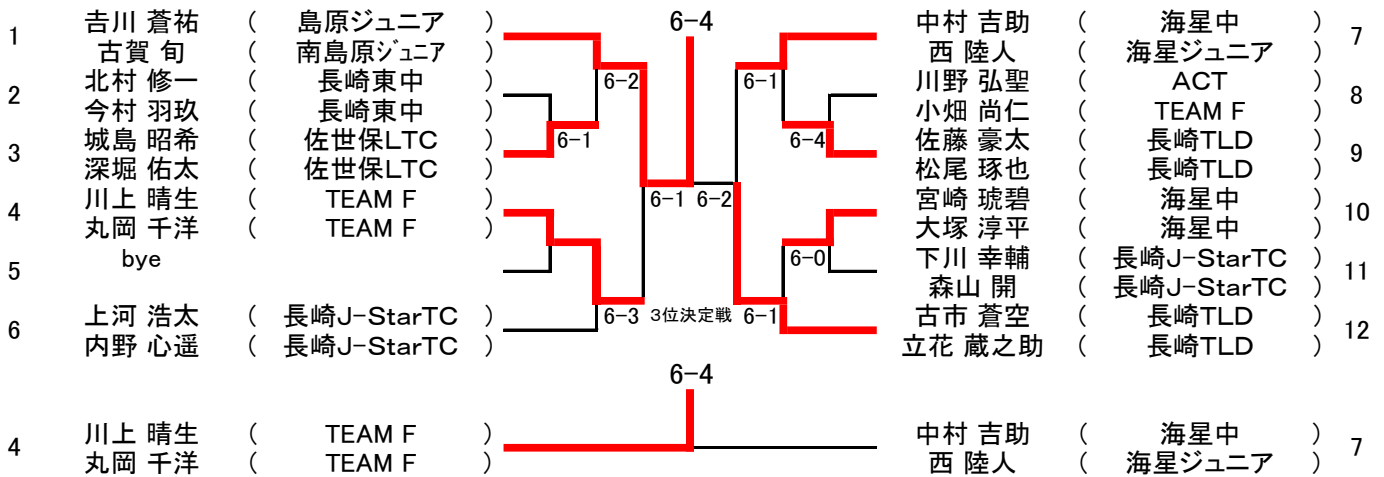 1 吉川 蒼祐 ( 島原ジュニア )
古賀 旬 ( 南島原ジュニア )
2 北村 修一 ( 長崎東中 )
今村 羽玖 ( 長崎東中 )
3 城島 昭希 ( 佐世保LTC )
深堀 佑太 ( 佐世保LTC )
4 川上 晴生 ( TEAM F )
丸岡 千洋 ( TEAM F )
5 bye
6 上河 浩太 ( 長崎J-StarTC )
内野 心遥 ( 長崎J-StarTC )
6-1
6-2
6-3
6-1
6-4
6-2
6-1
6-4
6-0
6-1
中村 吉助 ( 海星中 ) 7
西 陸人 ( 海星ジュニア )
川野 弘聖 ( ACT ) 8
小畑 尚仁 ( TEAM F )
佐藤 豪太 ( 長崎TLD ) 9
松尾 琢也 ( 長崎TLD )
宮崎 琥碧 ( 海星中 ) 10
大塚 淳平 ( 海星中 )
下川 幸輔 ( 長崎J-StarTC ) 11
森山 開 ( 長崎J-StarTC )
古市 蒼空 ( 長崎TLD ) 12
立花 蔵之助 ( 長崎TLD )
3位決定戦
6-4
4 川上 晴生 ( TEAM F )
丸岡 千洋 ( TEAM F )
中村 吉助 ( 海星中 ) 7
西 陸人 ( 海星ジュニア )